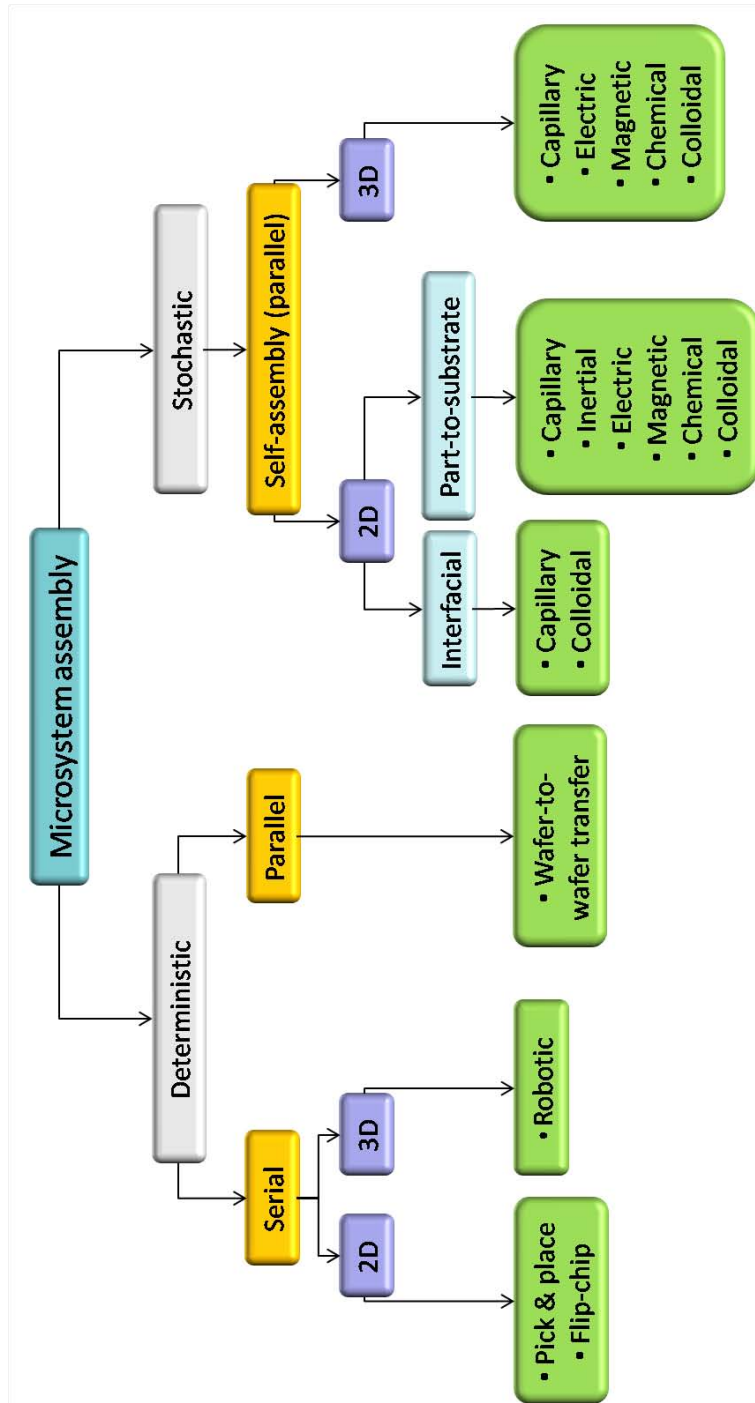 Microsystem assembly
Deterministic
Stochastic
Serial
Parallel
Self-assembly (parallel)
2D
3D
2D
3D
Interfacial
Part-to-substrate
▪ Pick & place
▪ Flip-chip
▪ Robotic
▪ Wafer-to-
wafer transfer
▪ Capillary
▪ Colloidal
▪ Capillary
▪ Inertial
▪ Electric
▪ Magnetic
▪ Chemical
▪ Colloidal
▪ Capillary
▪ Electric
▪ Magnetic
▪ Chemical
▪ Colloidal